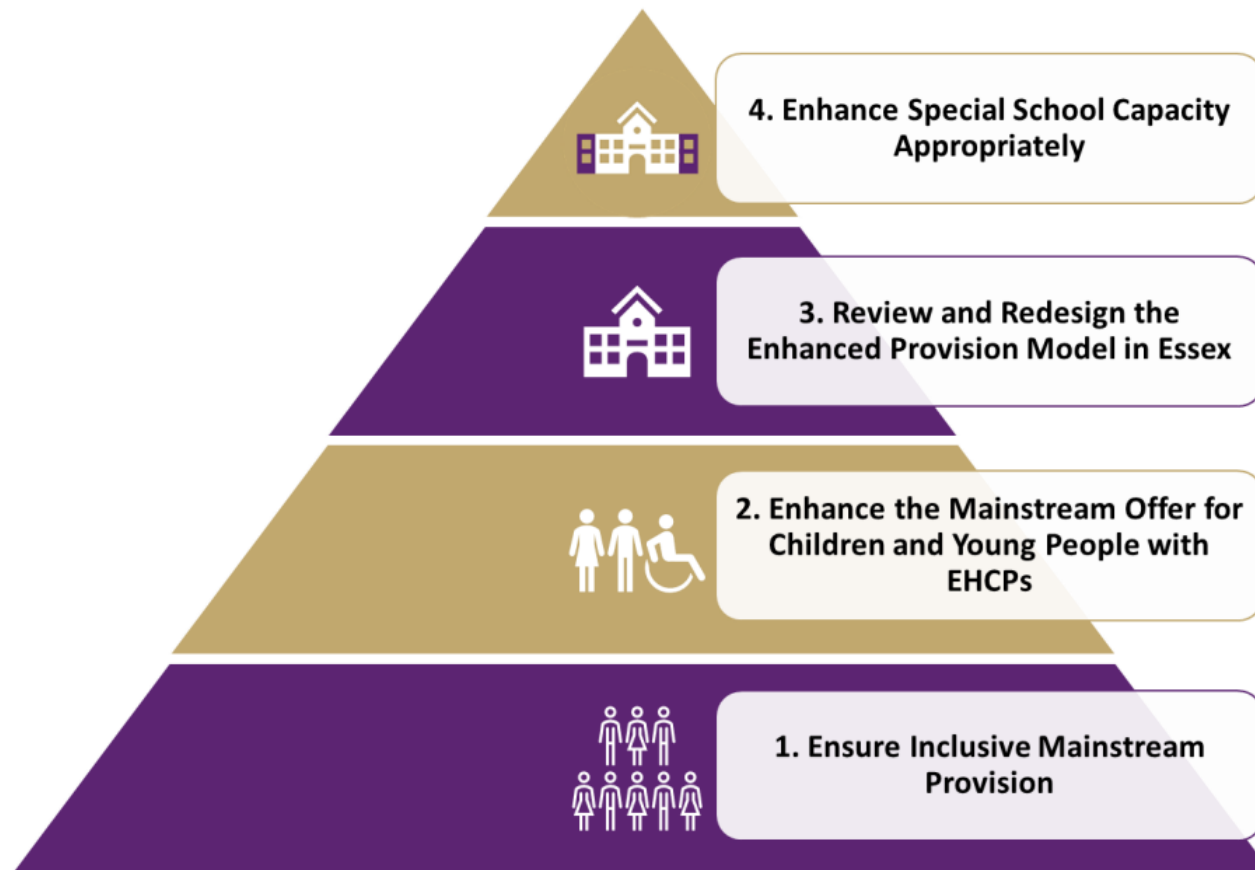 4. Enhance Special School Capacity
Appropriately
3. Review and Redesign the
Enhanced Provision Model in Essex
2. Enhance the Mainstream Offer for
Children and Young People with
EHCPs
1. Ensure Inclusive Mainstream
Provision